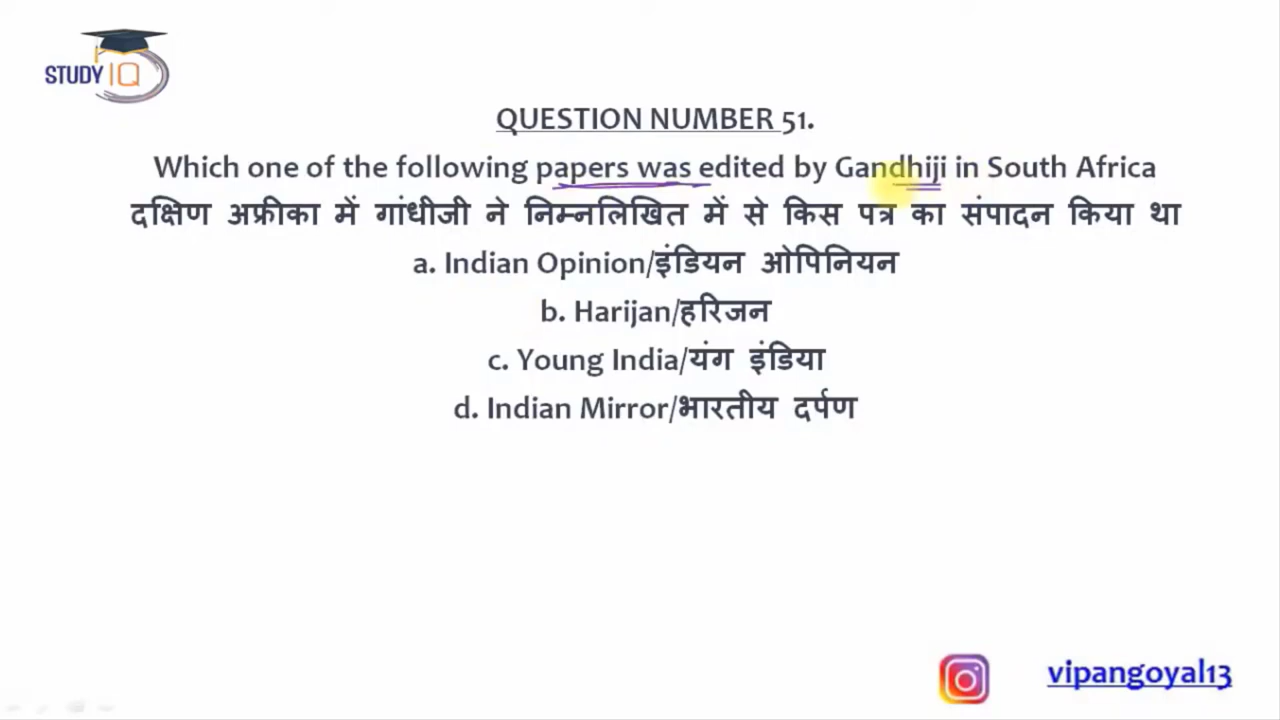 STUDY IQ
QUESTION NUMBER 51.
Which one of the following papers was edited by Gandhiji in South Africa
दक्षिण अफ्रीका में गांधीजी ने निम्नलिखित में से किस पत्र का संपादन किया था
a. Indian Opinion/इंडियन ओपिनियन
b. Harijan/हरिजन
c. Young India/यंग इंडिया
d. Indian Mirror/भारतीय दर्पण
vipangoyal13